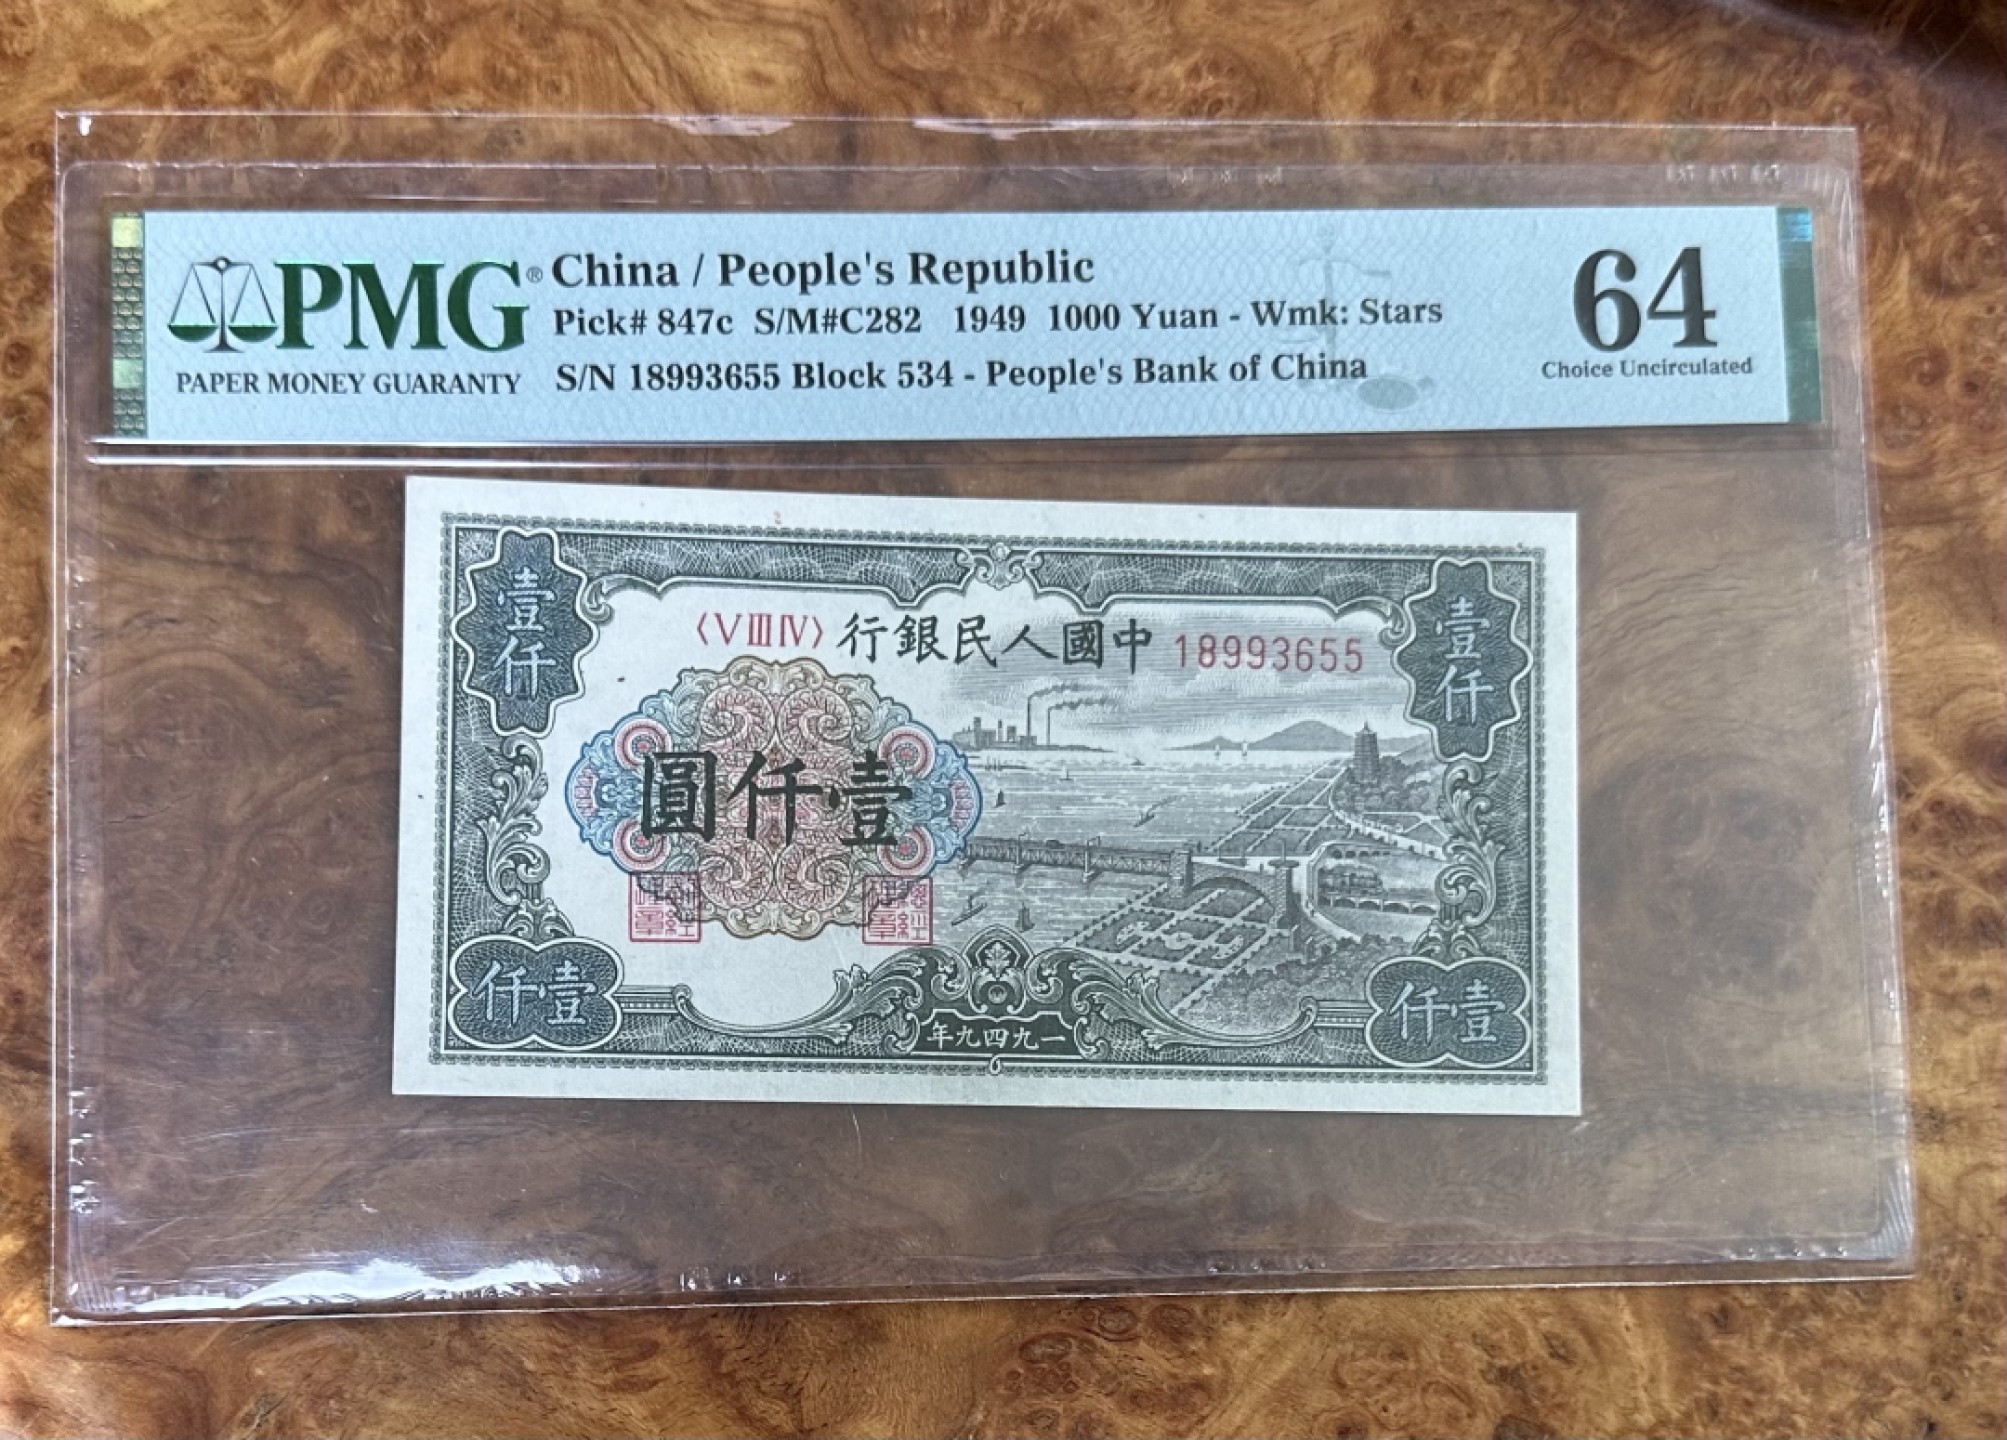 PMG®
PAPER MONEY GUARANTY
China / People's Republic
Pick# 847c S/M#C282 1949 1000 Yuan - Wmk: Stars
S/N 18993655 Block 534 - People's Bank of China
64
Choice Uncirculated
〈V III IV〉 行銀民人國中 18993655
壹仟
壹仟
圓仟壹
仟壹
仟壹
年九四九一